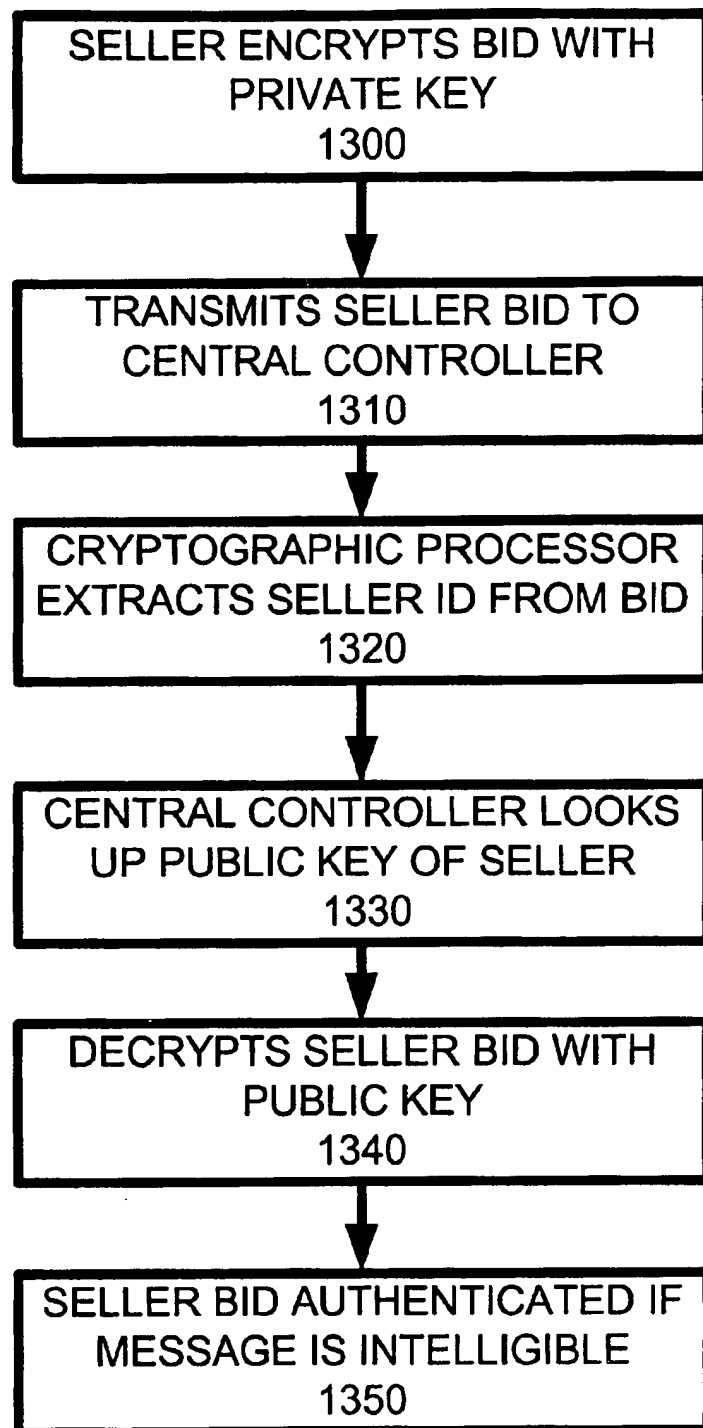 SELLER ENCRYPTS BID WITH
PRIVATE KEY
1300
TRANSMITS SELLER BID TO
CENTRAL CONTROLLER
1310
CRYPTOGRAPHIC PROCESSOR
EXTRACTS SELLER ID FROM BID
1320
CENTRAL CONTROLLER LOOKS
UP PUBLIC KEY OF SELLER
1330
DECRYPTS SELLER BID WITH
PUBLIC KEY
1340
SELLER BID AUTHENTICATED IF
MESSAGE IS INTELLIGIBLE
1350